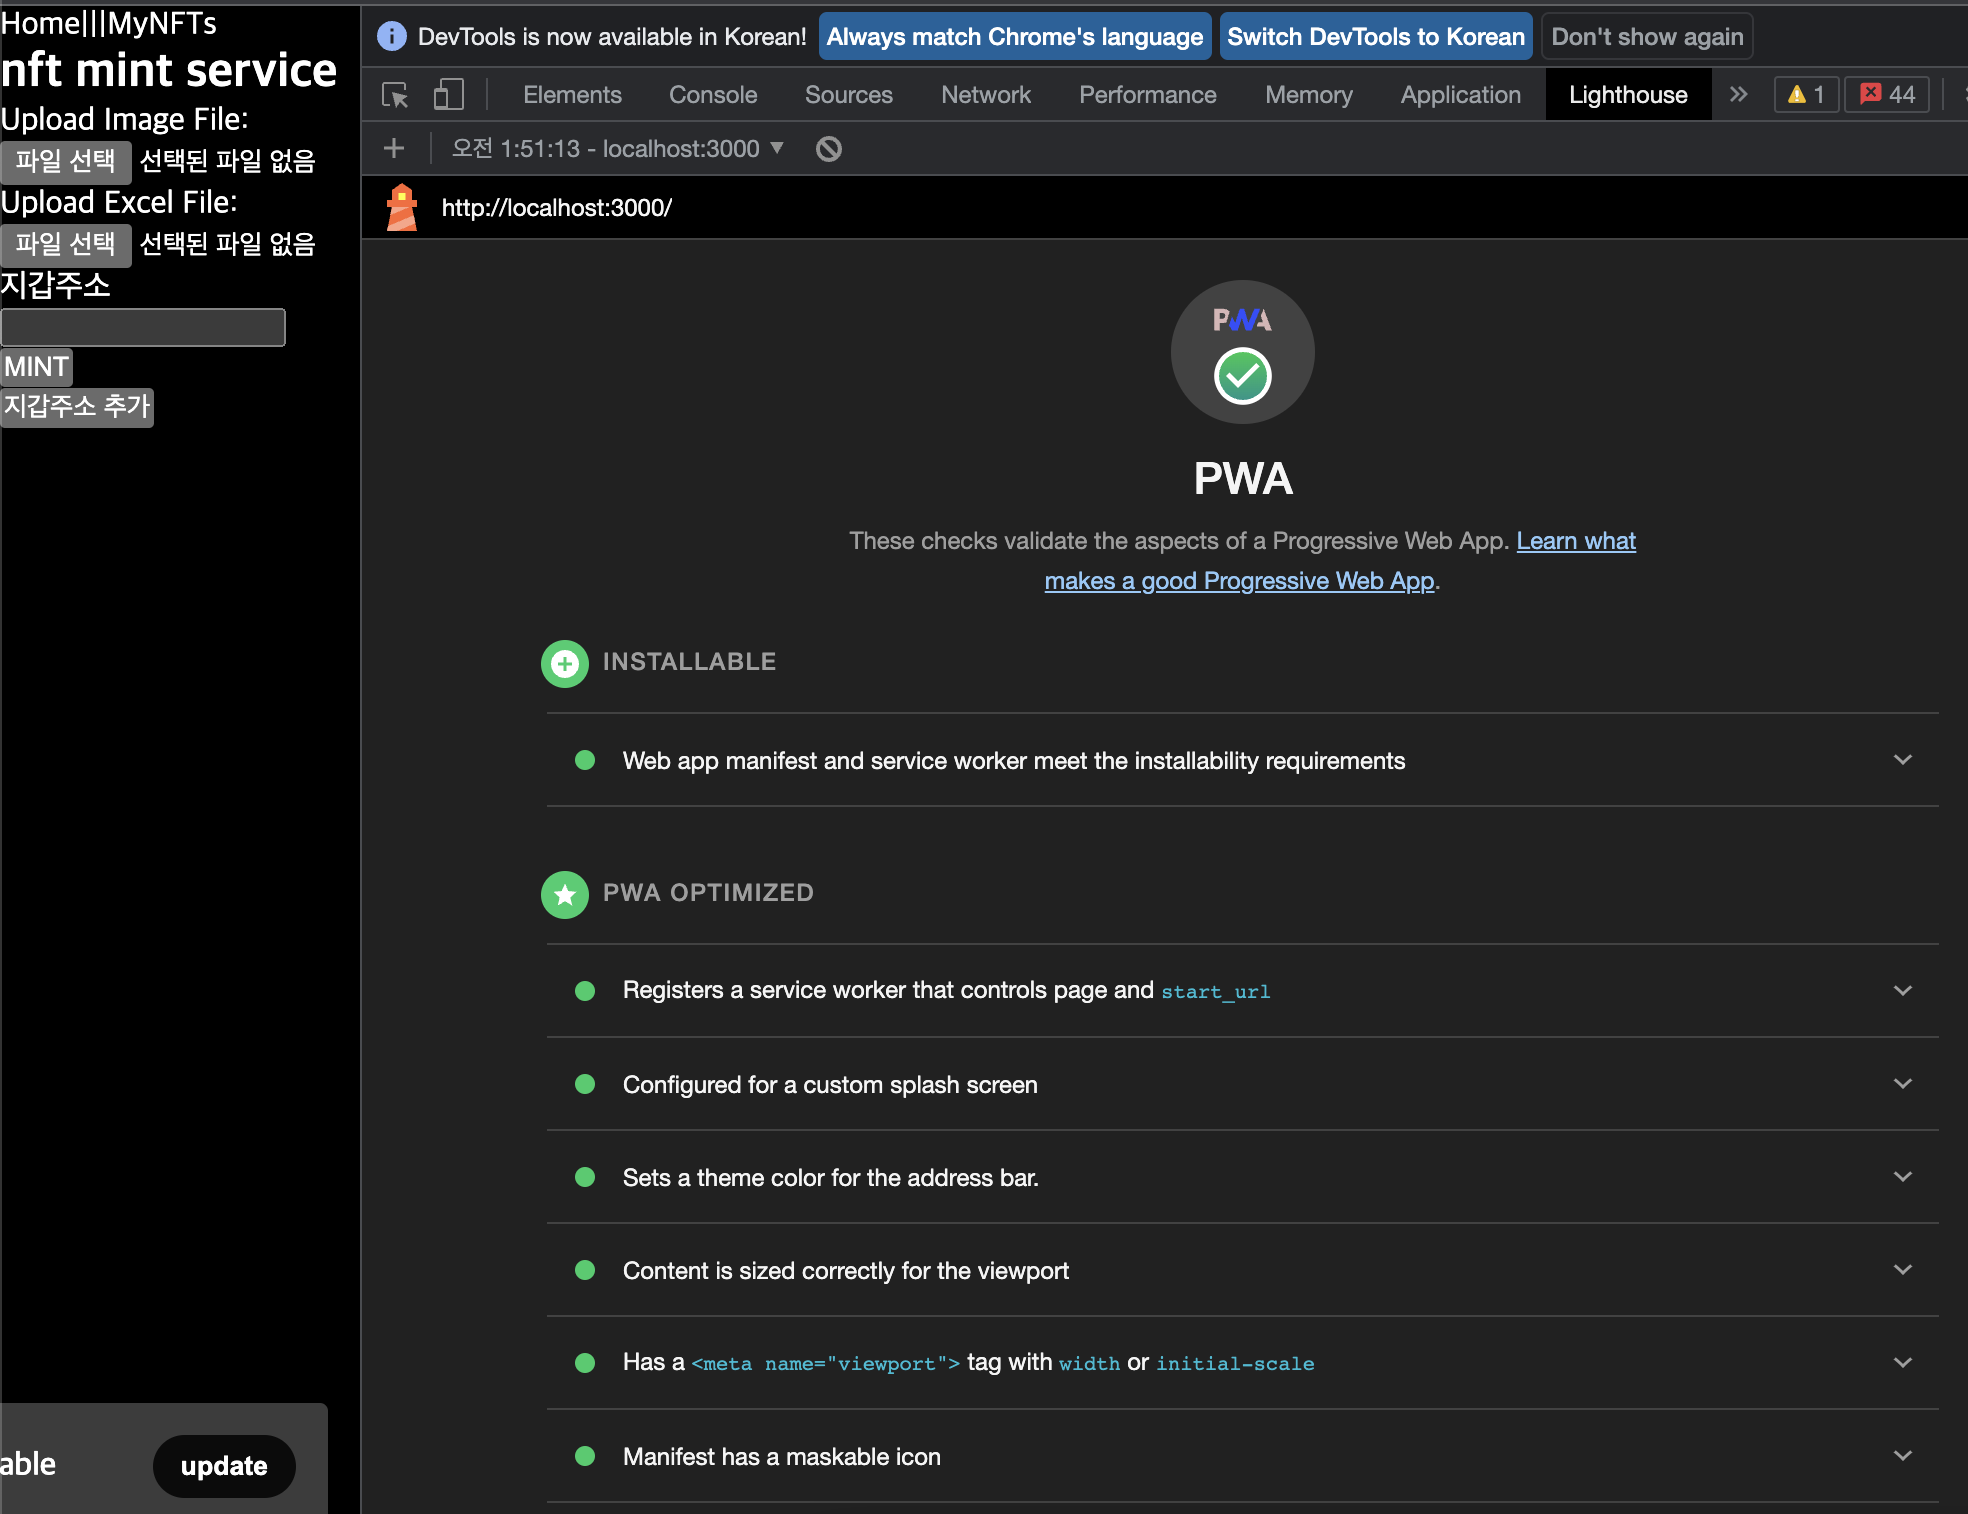 Home|||MyNFTs
nft mint service
Upload Image File:
파일 선택 선택된 파일 없음
Upload Excel File:
파일 선택 선택된 파일 없음
지갑주소
MINT
지갑주소 추가
able update
DevTools is now available in Korean! Always match Chrome's language Switch DevTools to Korean Don't show again
Elements Console Sources Network Performance Memory Application Lighthouse » 1 44
+ 오전 1:51:13 - localhost:3000
http://localhost:3000/
PWA
PWA
These checks validate the aspects of a Progressive Web App. Learn what
makes a good Progressive Web App.
INSTALLABLE
Web app manifest and service worker meet the installability requirements
PWA OPTIMIZED
Registers a service worker that controls page and start_url
Configured for a custom splash screen
Sets a theme color for the address bar.
Content is sized correctly for the viewport
Has a <meta name="viewport"> tag with width or initial-scale
Manifest has a maskable icon